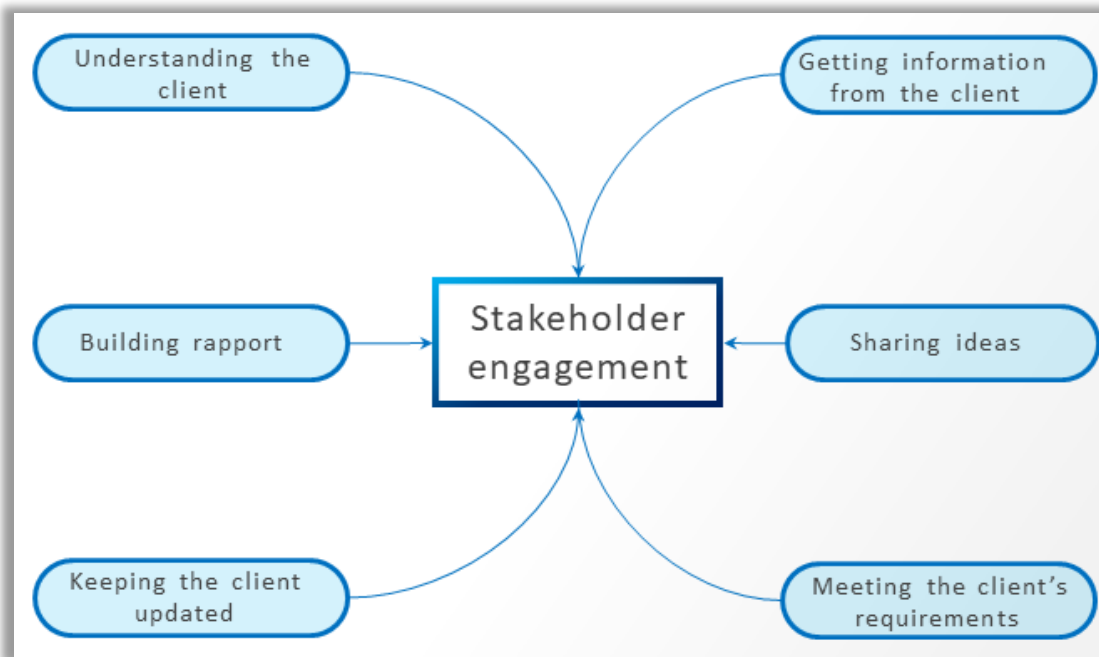 Understanding the
client
Getting information
from the client
Building rapport
Stakeholder
engagement
Sharing ideas
Keeping the client
updated
Meeting the client's
requirements